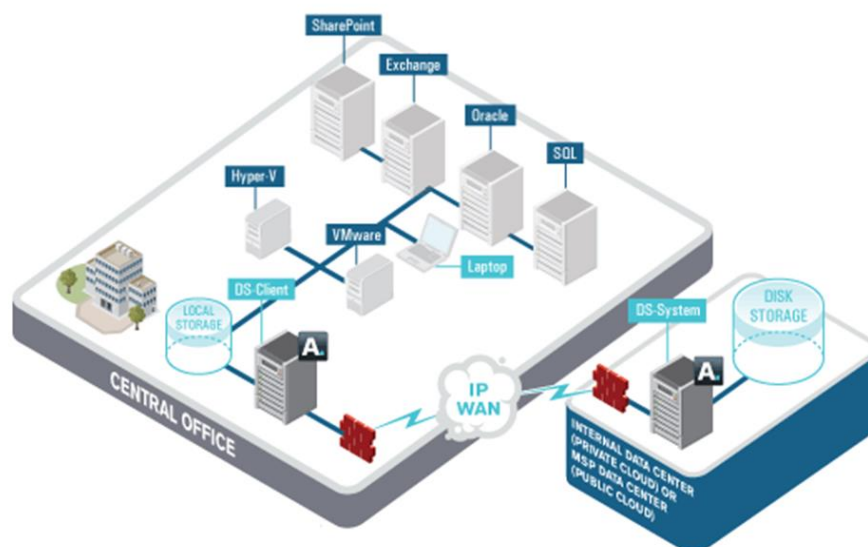 SharePoint
Exchange
Oracle
SQL
Hyper-V
VMware
Laptop
DS-Client
LOCAL
STORAGE
A.
CENTRAL OFFICE
IP
WAN
DS-System
DISK
STORAGE
A.
INTERNAL DATA CENTER
(PRIVATE CLOUD) OR
MSP DATA CENTER
(PUBLIC CLOUD)